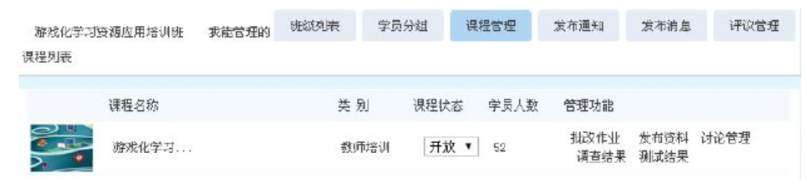 游戏化学习资源应用培训班 我能管理的 班级列表 学员分组 课程管理 发布通知 发布消息 评议管理
课程列表
课程名称 类 别 课程状态 学员人数 管理功能
游戏化学习... 教师培训 开放 ▼ 52 批改作业 发布资料 讨论管理
调查结果 测试结果